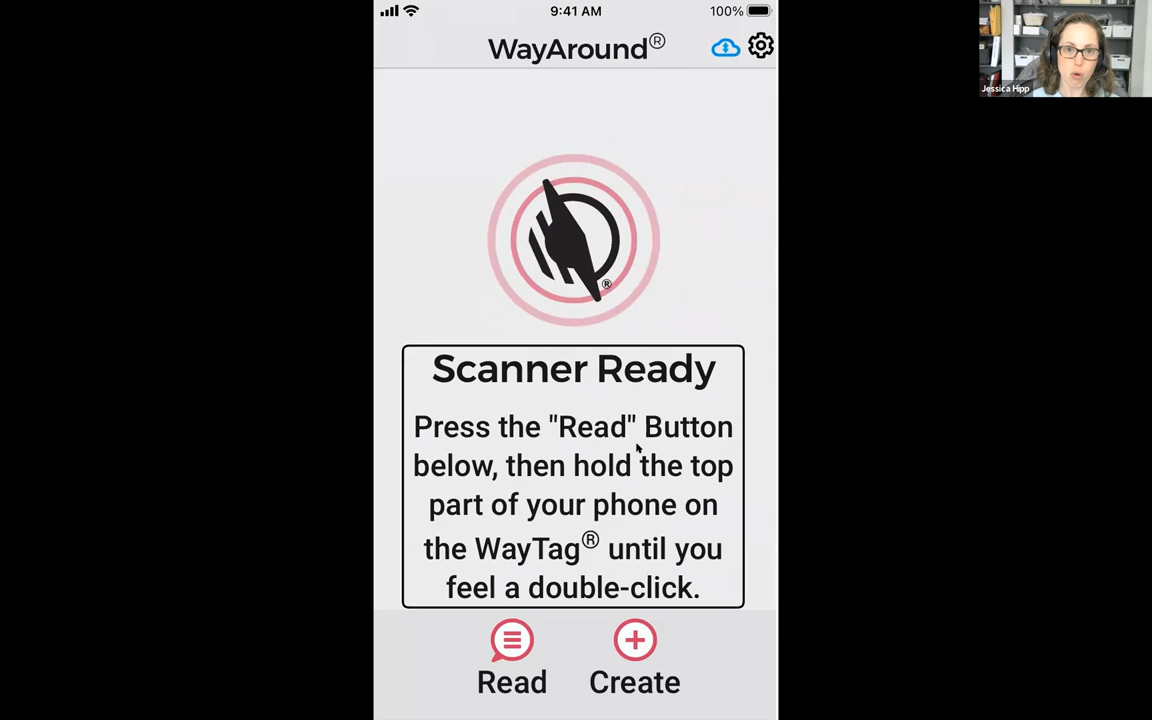 9:41 AM
100%
WayAround®
Jessica Hipp
®
Scanner Ready
Press the "Read" Button
below, then hold the top
part of your phone on
the WayTag® until you
feel a double-click.
Read
Create